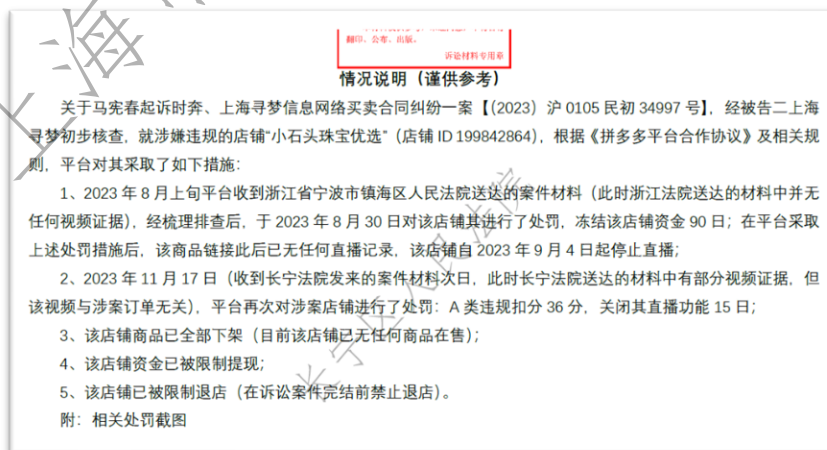 翻印、公布、出版。
诉讼材料专用章
情况说明（谨供参考）
关于马宪春起诉时奔、上海寻梦信息网络买卖合同纠纷一案【(2023）沪 0105 民初 34997 号】，经被告二上海
寻梦初步核查，就涉嫌违规的店铺“小石头珠宝优选”（店铺 ID 199842864），根据《拼多多平台合作协议》及相关规
则，平台对其采取了如下措施：
1、2023 年 8 月上旬平台收到浙江省宁波市镇海区人民法院送达的案件材料（此时浙江法院送达的材料中并无
任何视频证据），经梳理排查后，于 2023 年 8 月 30 日对该店铺其进行了处罚，冻结该店铺资金 90 日；在平台采取
上述处罚措施后，该商品链接此后已无任何直播记录，该店铺自 2023 年 9 月 4 日起停止直播；
2、2023 年 11 月 17 日（收到长宁法院发来的案件材料次日，此时长宁法院送达的材料中有部分视频证据，但
该视频与涉案订单无关），平台再次对涉案店铺进行了处罚：A 类违规扣分 36 分，关闭其直播功能 15 日；
3、该店铺商品已全部下架（目前该店铺已无任何商品在售）；
4、该店铺资金已被限制提现；
5、该店铺已被限制退店（在诉讼案件完结前禁止退店）。
附：相关处罚截图
上海
长宁区人民法院